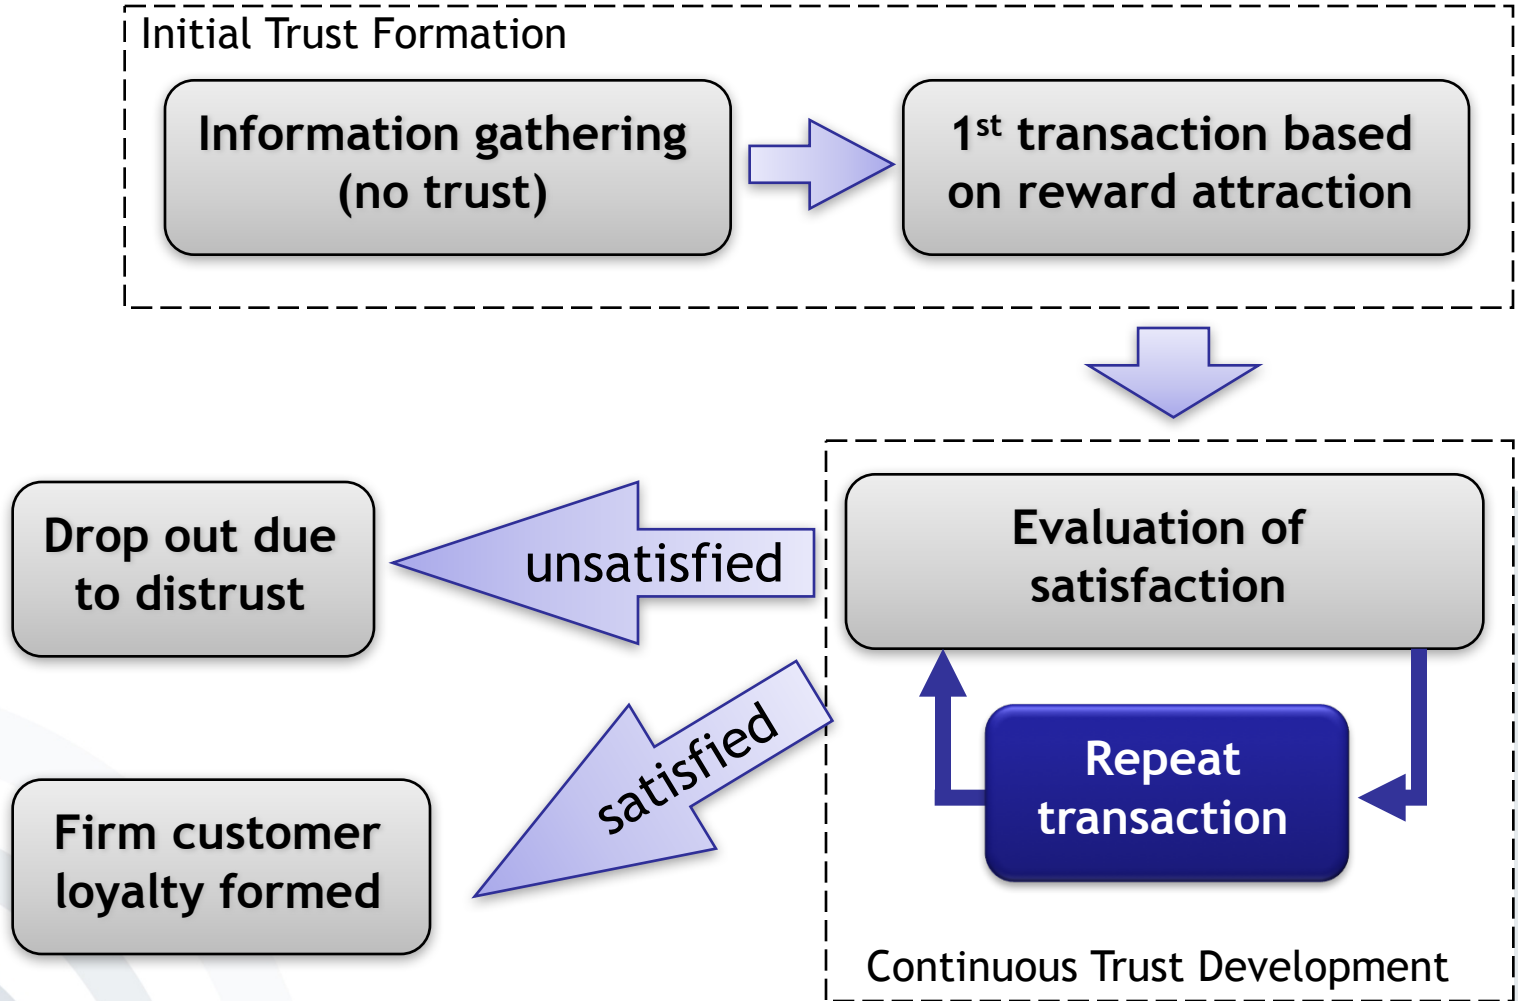 Initial Trust Formation
Information gathering
(no trust)
1st transaction based
on reward attraction
Evaluation of
satisfaction
unsatisfied
Drop out due
to distrust
satisfied
Repeat
transaction
Firm customer
loyalty formed
Continuous Trust Development